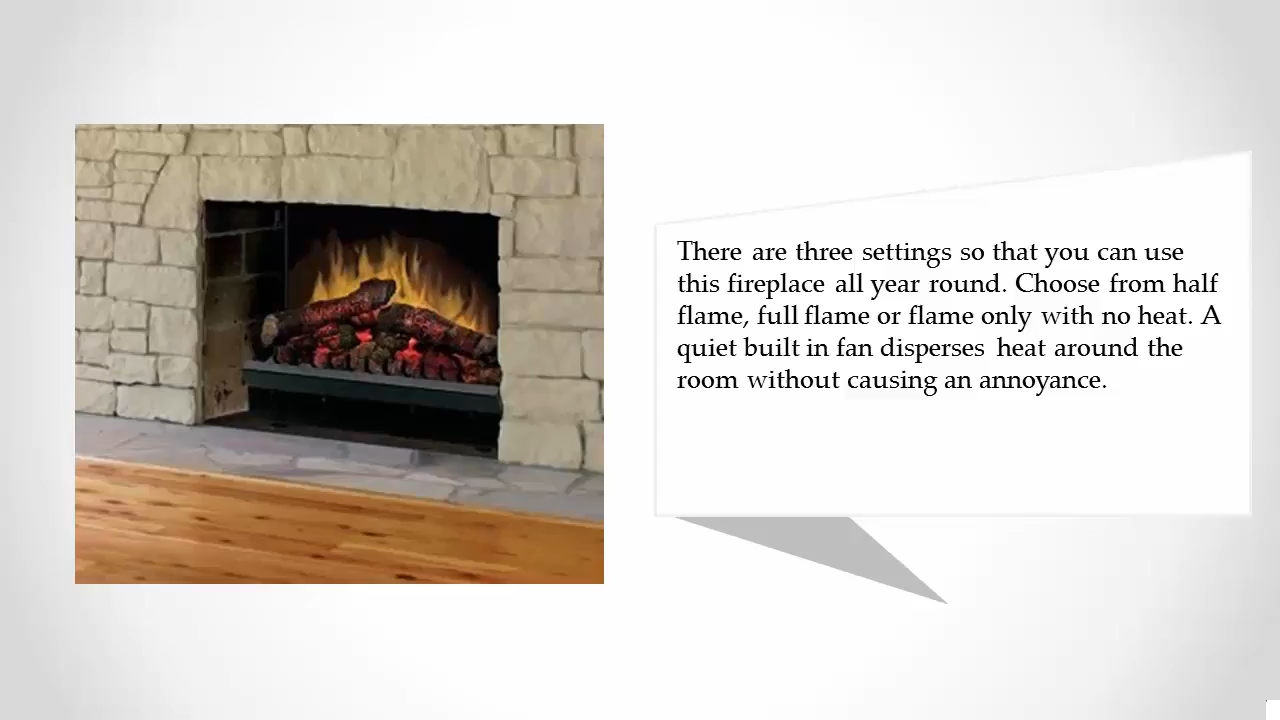 There are three settings so that you can use
this fireplace all year round. Choose from half
flame, full flame or flame only with no heat. A
quiet built in fan disperses heat around the
room without causing an annoyance.